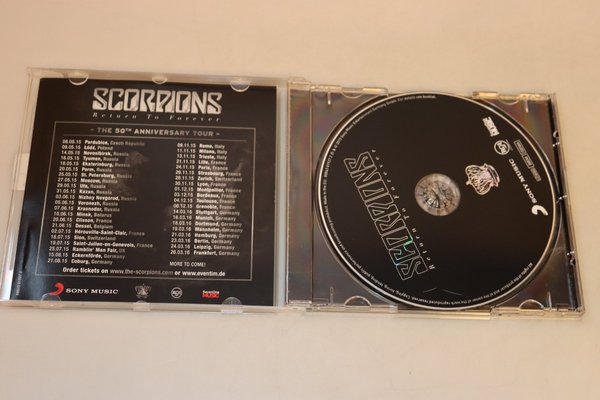 SCORPIONS
Return To Forever
- THE 50TH ANNIVERSARY TOUR -
08.05.15 Pardubice, Czech Republic
09.05.15 Łódź, Poland
14.05.15 Novosibirsk, Russia
16.05.15 Tyumen, Russia
18.05.15 Ekaterinburg, Russia
20.05.15 Perm, Russia
25.05.15 St. Petersburg, Russia
27.05.15 Moscow, Russia
29.05.15 Ufa, Russia
31.05.15 Kazan, Russia
03.06.15 Nizhny Novgorod, Russia
05.06.15 Voronezh, Russia
07.06.15 Krasnodar, Russia
10.06.15 Minsk, Belarus
20.06.15 Clisson, France
21.06.15 Dessel, Belgium
02.07.15 Hérouville-Saint-Clair, France
16.07.15 Sion, Switzerland
19.07.15 Saint-Julien-en-Genevois, France
25.07.15 Ramblin' Man Fair, UK
15.08.15 Eckernförde, Germany
27.08.15 Coburg, Germany
09.11.15 Roma, Italy
11.11.15 Milano, Italy
13.11.15 Trieste, Italy
21.11.15 Lille, France
24.11.15 Paris, France
26.11.15 Strasbourg, France
28.11.15 Zurich, Switzerland
30.11.15 Lyon, France
01.12.15 Montpellier, France
03.12.15 Bordeaux, France
04.12.15 Toulouse, France
09.12.15 Genève, France
14.03.16 Stuttgart, Germany
16.03.16 Munich, Germany
18.03.16 Dortmund, Germany
19.03.16 Mannheim, Germany
21.03.16 Hamburg, Germany
23.03.16 Berlin, Germany
24.03.16 Leipzig, Germany
26.03.16 Frankfurt, Germany
MORE TO COME!
Order tickets on www.the-scorpions.com or www.eventim.de
SONY MUSIC
RCA
MUSIC
SCORPIONS
Return To Forever
SONY MUSIC